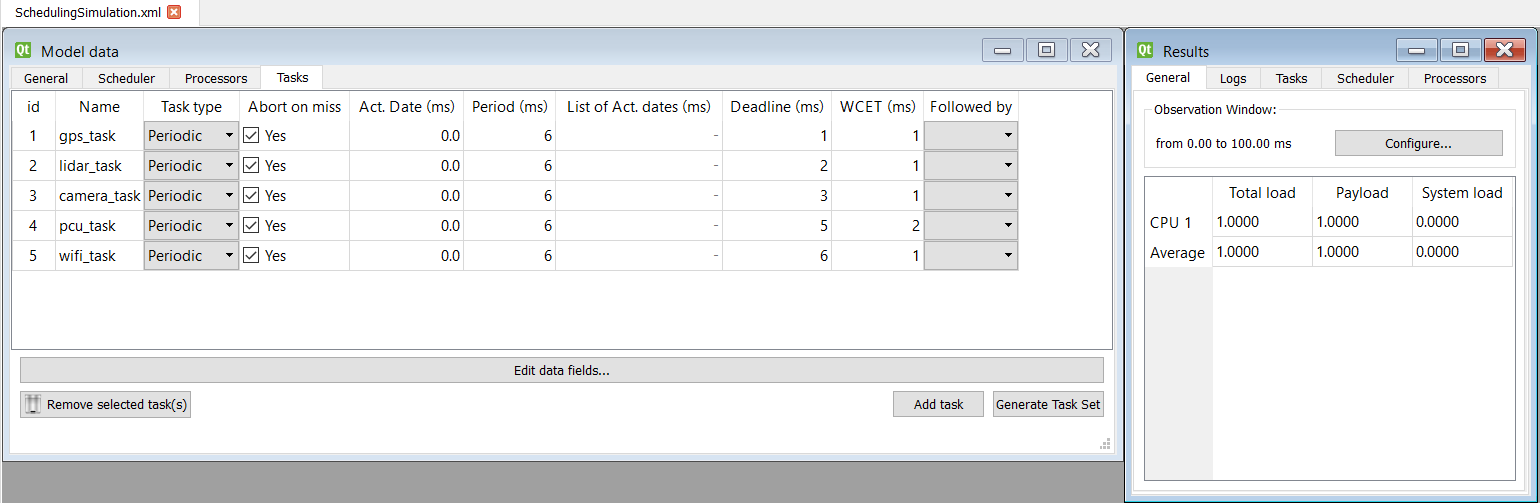 SchedulingSimulation.xml
Qt Model data
General Scheduler Processors Tasks
id Name Task type Abort on miss Act. Date (ms) Period (ms) List of Act. dates (ms) Deadline (ms) WCET (ms) Followed by
1 gps_task Periodic Yes 0.0 6 - 1 1
2 lidar_task Periodic Yes 0.0 6 - 2 1
3 camera_task Periodic Yes 0.0 6 - 3 1
4 pcu_task Periodic Yes 0.0 6 - 5 2
5 wifi_task Periodic Yes 0.0 6 - 6 1
Edit data fields...
Remove selected task(s) Add task Generate Task Set
Qt Results
General Logs Tasks Scheduler Processors
Observation Window:
from 0.00 to 100.00 ms Configure...
Total load Payload System load
CPU 1 1.0000 1.0000 0.0000
Average 1.0000 1.0000 0.0000